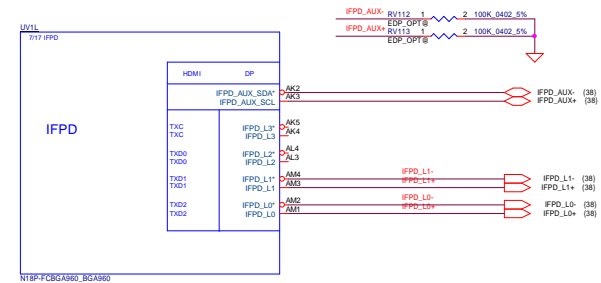 IFPD_AUX- RV112 1 2 100K_0402_5%
EDP_OPT@
IFPD_AUX+ RV113 1 2 100K_0402_5%
EDP_OPT@
UV1L
7/17 IFPD
HDMI DP
IFPD_AUX_SDA* AK2 IFPD_AUX- (38)
IFPD_AUX_SCL AK3 IFPD_AUX+ (38)
IFPD
TXC IFPD_L3* AK5
TXC IFPD_L3 AK4
TXD0 IFPD_L2* AL4
TXD0 IFPD_L2 AL3
TXD1 IFPD_L1* AM4 IFPD_L1- IFPD_L1- (38)
TXD1 IFPD_L1 AM3 IFPD_L1+ IFPD_L1+ (38)
TXD2 IFPD_L0* AM2 IFPD_L0- IFPD_L0- (38)
TXD2 IFPD_L0 AM1 IFPD_L0+ IFPD_L0+ (38)
N18P-FCBGA960_BGA960